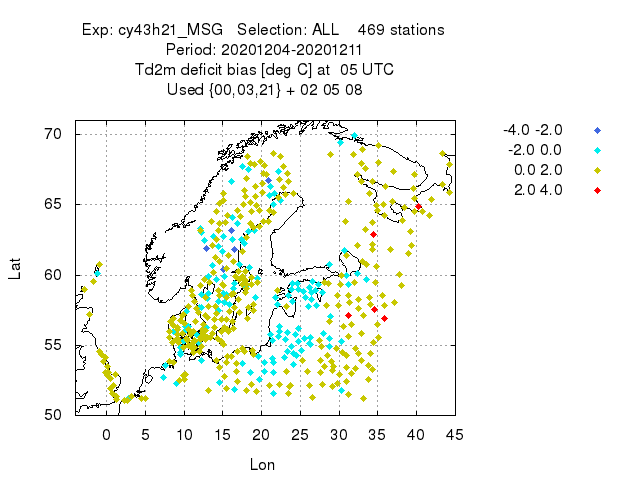 Exp: cy43h21_MSG   Selection: ALL    469 stations
Period: 20201204-20201211
Td2m deficit bias [deg C] at  05 UTC
Used {00,03,21} + 02 05 08
-4.0 -2.0
-2.0 0.0
0.0 2.0
2.0 4.0
70
65
60
55
50
Lat
0 5 10 15 20 25 30 35 40 45
Lon